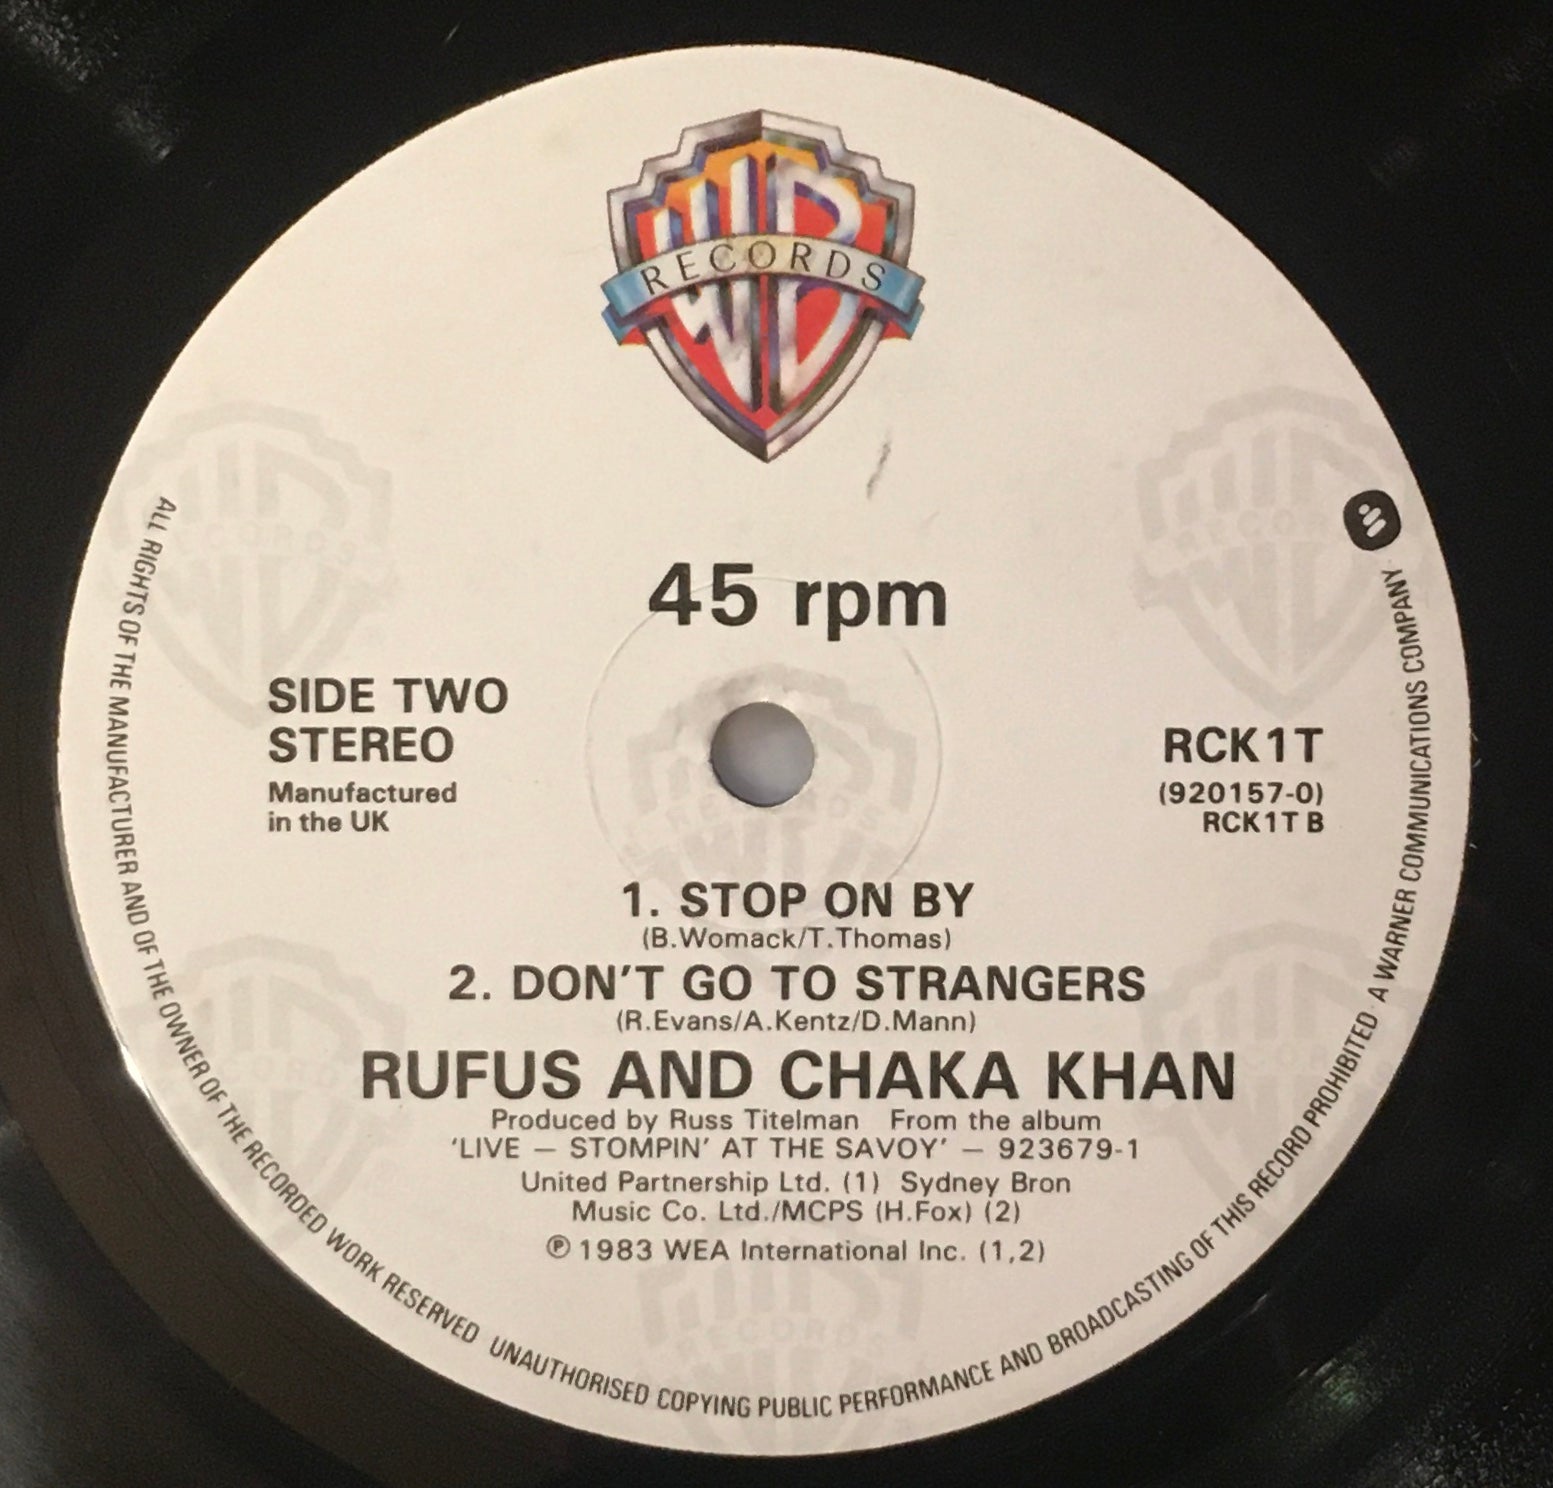 WB
RECORDS
45 rpm
SIDE TWO
STEREO
Manufactured
in the UK
RCK1T
(920157-0)
RCK1T B
1. STOP ON BY
(B.Womack/T.Thomas)
2. DON'T GO TO STRANGERS
(R.Evans/A.Kentz/D.Mann)
RUFUS AND CHAKA KHAN
Produced by Russ Titelman From the album
'LIVE – STOMPIN' AT THE SAVOY' – 923679-1
United Partnership Ltd. (1) Sydney Bron
Music Co. Ltd./MCPS (H.Fox) (2)
℗ 1983 WEA International Inc. (1,2)
ALL RIGHTS OF THE MANUFACTURER AND OF THE OWNER OF THE RECORDED WORK RESERVED UNAUTHORISED COPYING PUBLIC PERFORMANCE AND BROADCASTING OF THIS RECORD PROHIBITED A WARNER COMMUNICATIONS COMPANY